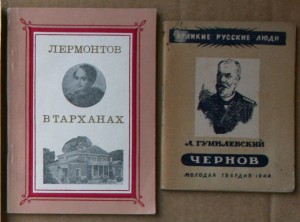 ЛЕРМОНТОВ
В ТАРХАНАХ
ВЕЛИКИЕ РУССКИЕ ЛЮДИ
Л. ГУМИЛЕВСКИЙ
ЧЕРНОВ
МОЛОДАЯ ГВАРДИЯ 1944